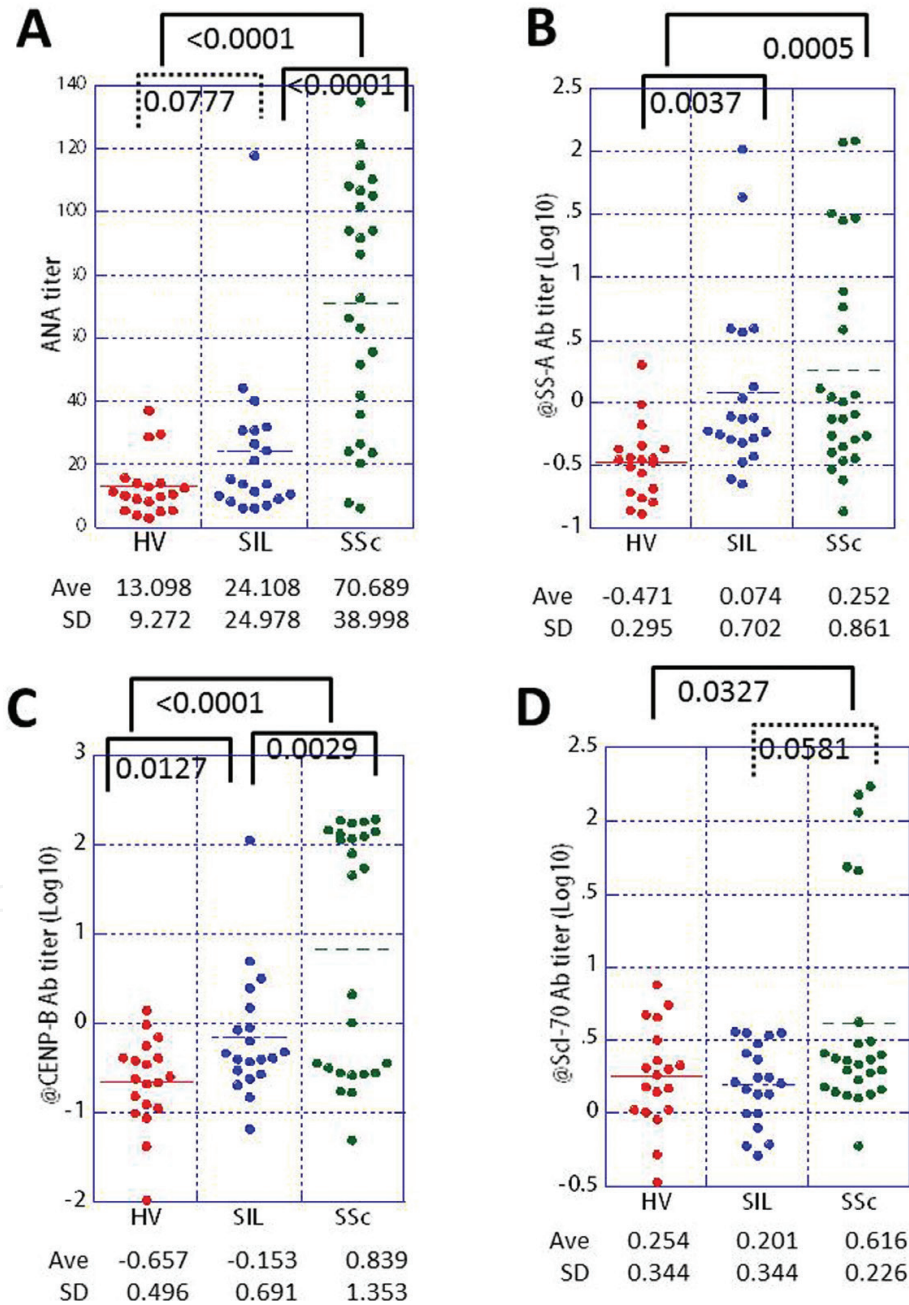 A
<0.0001
0.0777
<0.0001
140
120
100
80
60
40
20
0
ANA titer
HV SIL SSc
Ave 13.098 24.108 70.689
SD 9.272 24.978 38.998
B
0.0005
0.0037
2.5
2
.5
1
.5
0
-0.5
-1
@SS-A Ab titer (Log10)
HV SIL SSc
Ave -0.471 0.074 0.252
SD 0.295 0.702 0.861
C
<0.0001
0.0127
0.0029
3
2
1
0
-1
-2
@CENP-B Ab titer (Log10)
HV SIL SSc
Ave -0.657 -0.153 0.839
SD 0.496 0.691 1.353
D
0.0327
0.0581
2.5
2
.5
1
.5
0
-0.5
@Scl-70 Ab titer (Log10)
HV SIL SSc
Ave 0.254 0.201 0.616
SD 0.344 0.344 0.226